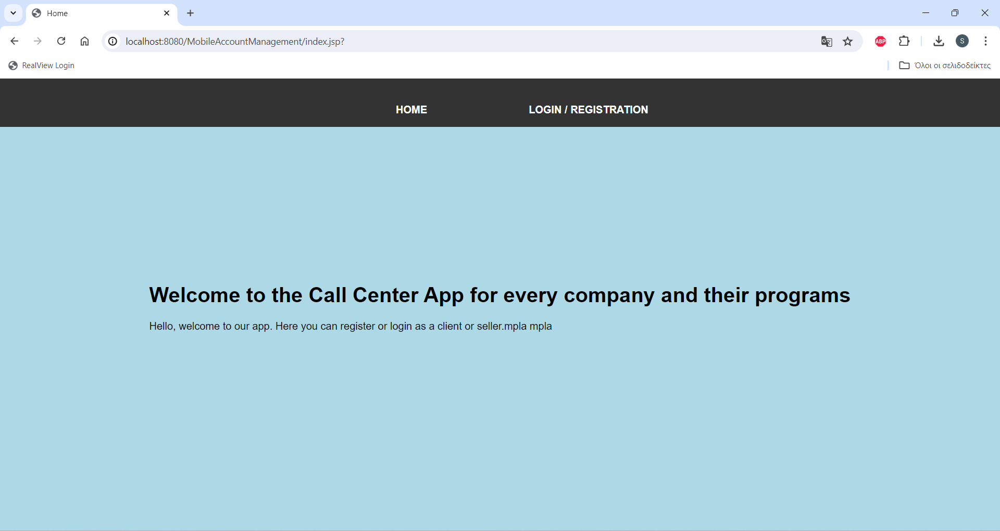 Home
localhost:8080/MobileAccountManagement/index.jsp?
ABP
S
RealView Login
Όλοι οι σελιδοδείκτες
HOME
LOGIN / REGISTRATION
Welcome to the Call Center App for every company and their programs
Hello, welcome to our app. Here you can register or login as a client or seller.mpla mpla